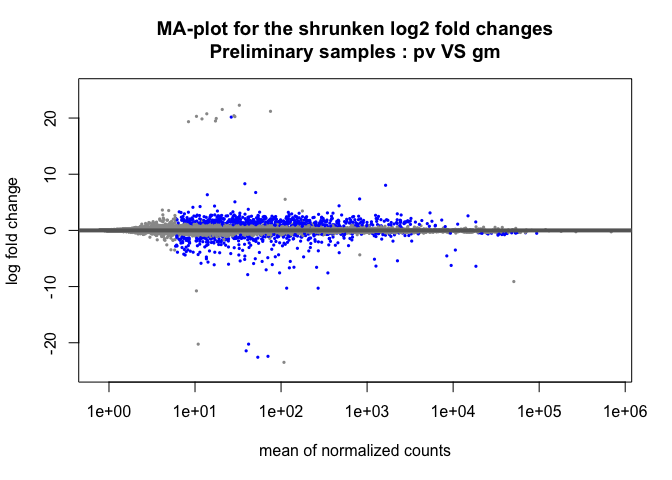 MA-plot for the shrunken log2 fold changes
Preliminary samples : pv VS gm
20
10
0
-10
-20
log fold change
1e+00 1e+01 1e+02 1e+03 1e+04 1e+05 1e+06
mean of normalized counts